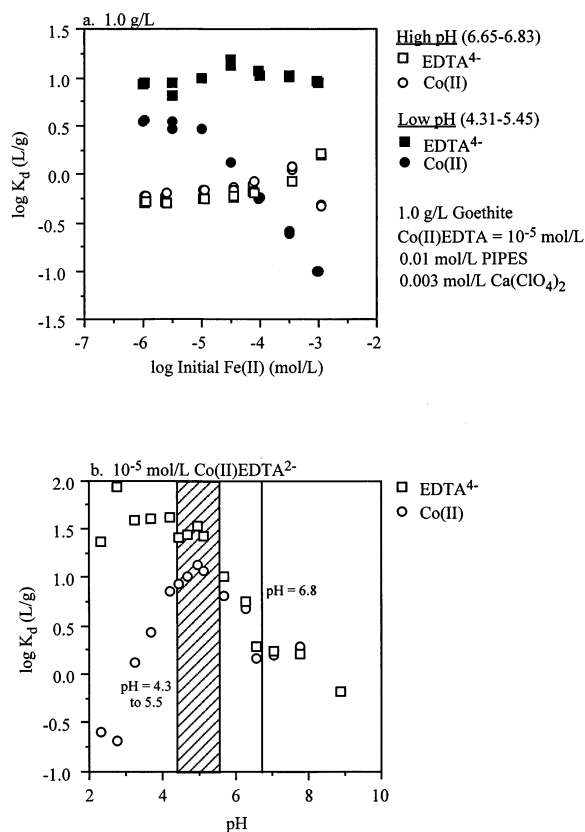 a. 1.0 g/L
1.5
1.0
0.5
0.0
-0.5
-1.0
-1.5
log Kd (L/g)
-7 -6 -5 -4 -3 -2
log Initial Fe(II) (mol/L)
High pH (6.65-6.83)
EDTA4-
Co(II)
Low pH (4.31-5.45)
EDTA4-
Co(II)
1.0 g/L Goethite
Co(II)EDTA = 10-5 mol/L
0.01 mol/L PIPES
0.003 mol/L Ca(ClO4)2
b. 10-5 mol/L Co(II)EDTA2-
2.0
1.5
1.0
0.5
0.0
-0.5
-1.0
log Kd (L/g)
pH = 4.3
to 5.5
pH = 6.8
2 4 6 8 10
pH
EDTA4-
Co(II)